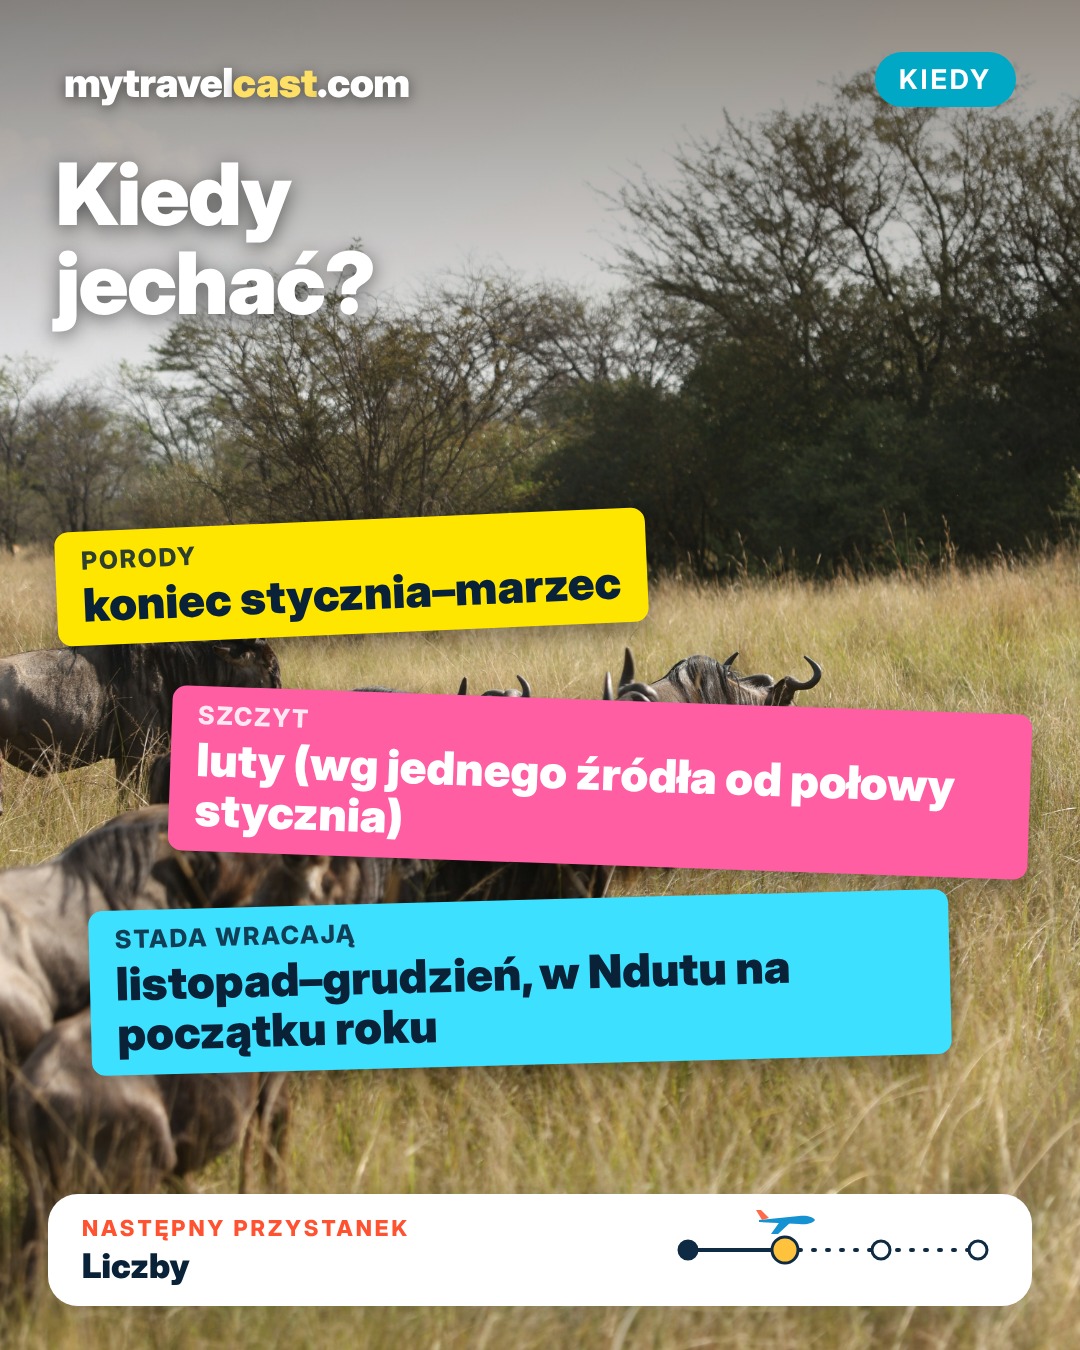 mytravelcast.com
KIEDY
Kiedy
jechać?
PORODY
koniec stycznia–marzec
SZCZYT
luty (wg jednego źródła od połowy
stycznia)
STADA WRACAJĄ
listopad–grudzień, w Ndutu na
początku roku
NASTĘPNY PRZYSTANEK
Liczby